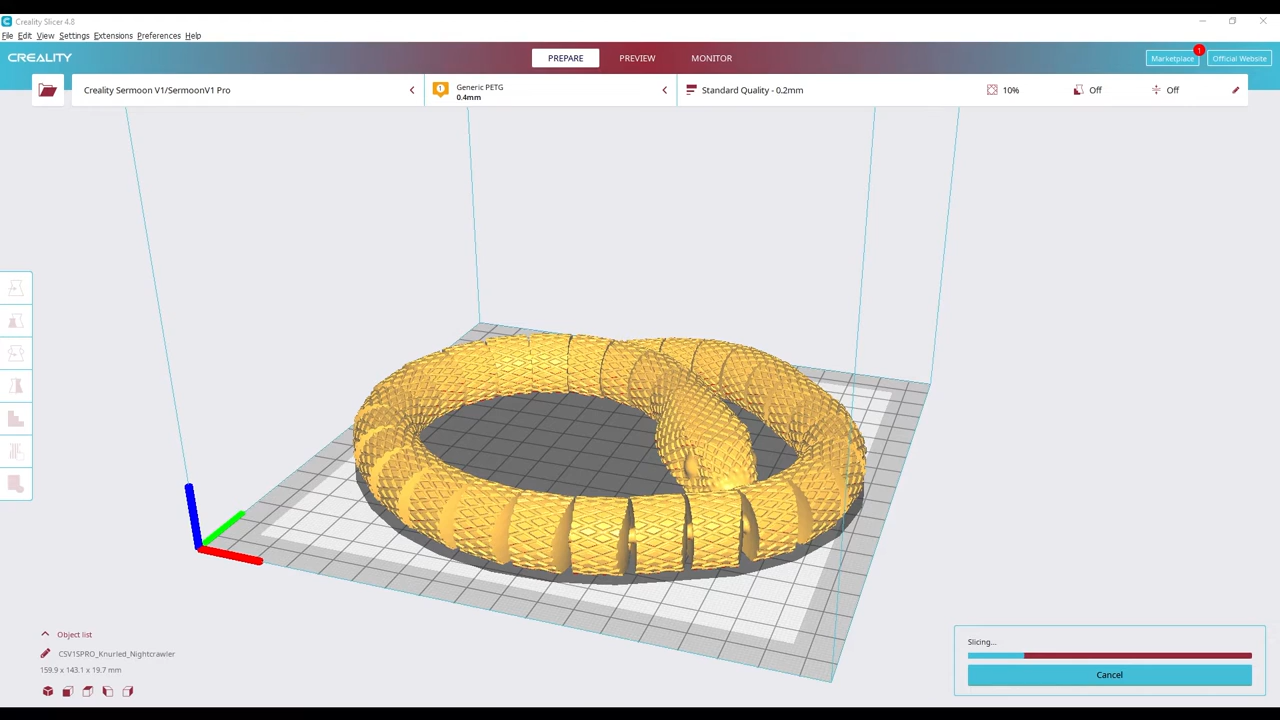 Creality Slicer 4.8
File Edit View Settings Extensions Preferences Help
CREALITY
PREPARE PREVIEW MONITOR
Marketplace 1 Official Website
Creality Sermoon V1/SermoonV1 Pro
1 Generic PETG
0.4mm
Standard Quality - 0.2mm 10% Off Off
Object list
CSV1SPRO_Knurled_Nightcrawler
159.9 x 143.1 x 19.7 mm
Slicing...
Cancel